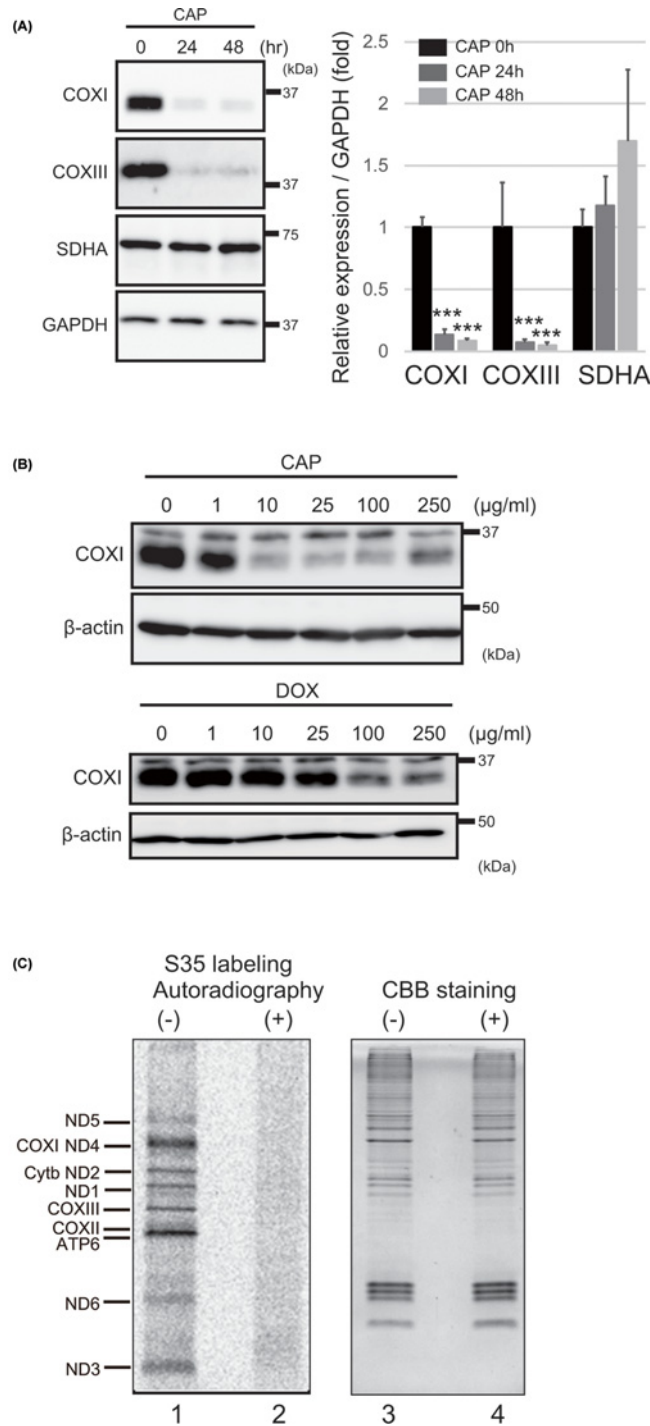 (A)
CAP
0 24 48 (hr)
(kDa)
COXI
37
COXIII
37
SDHA
75
GAPDH
37
Relative expression / GAPDH (fold)
2.5
2
1.5
1
0.5
0
CAP 0h
CAP 24h
CAP 48h
*** ***
*** ***
COXI COXIII SDHA
(B)
CAP
0 1 10 25 100 250 (µg/ml)
COXI
37
β-actin
50
(kDa)
DOX
0 1 10 25 100 250 (µg/ml)
COXI
37
β-actin
50
(kDa)
(C)
S35 labeling
Autoradiography
(-) (+)
CBB staining
(-) (+)
ND5
COXI ND4
Cytb ND2
ND1
COXIII
COXII
ATP6
ND6
ND3
1 2 3 4